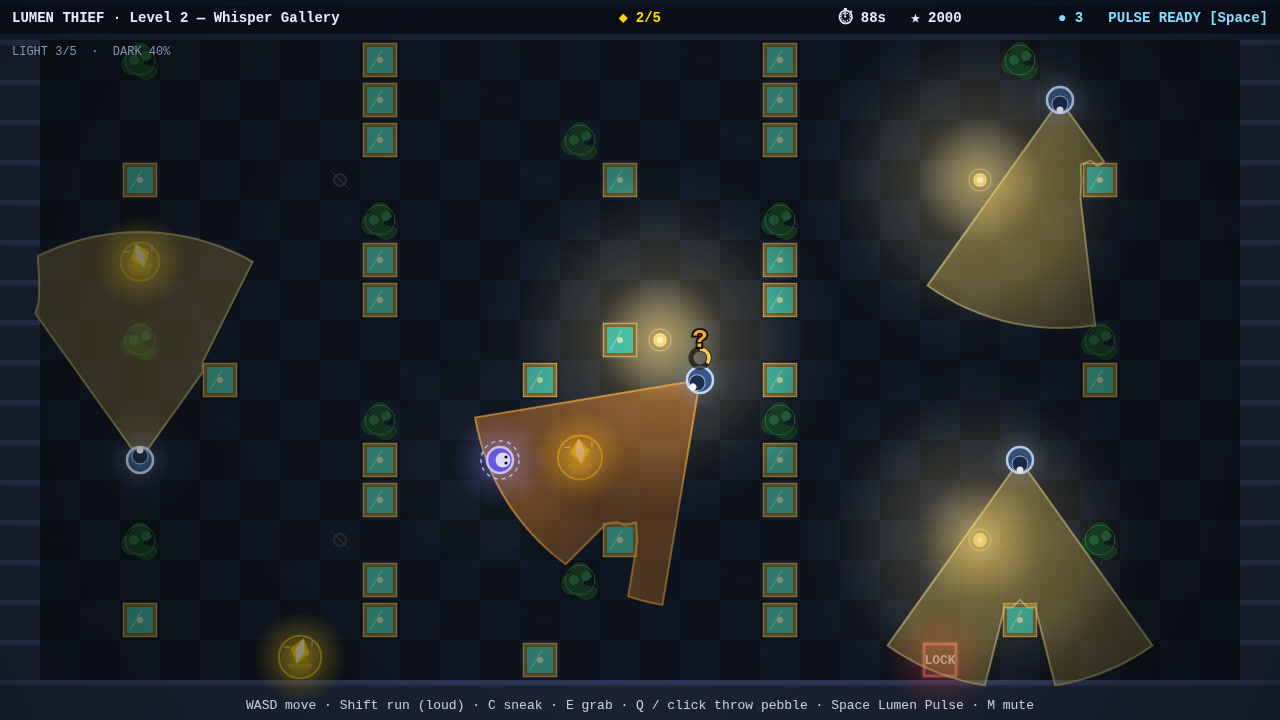 LUMEN THIEF · Level 2 — Whisper Gallery
◆ 2/5
⏱ 88s ★ 2000
● 3 PULSE READY [Space]
LIGHT 3/5 · DARK 40%
?
LOCK
WASD move · Shift run (loud) · C sneak · E grab · Q / click throw pebble · Space Lumen Pulse · M mute